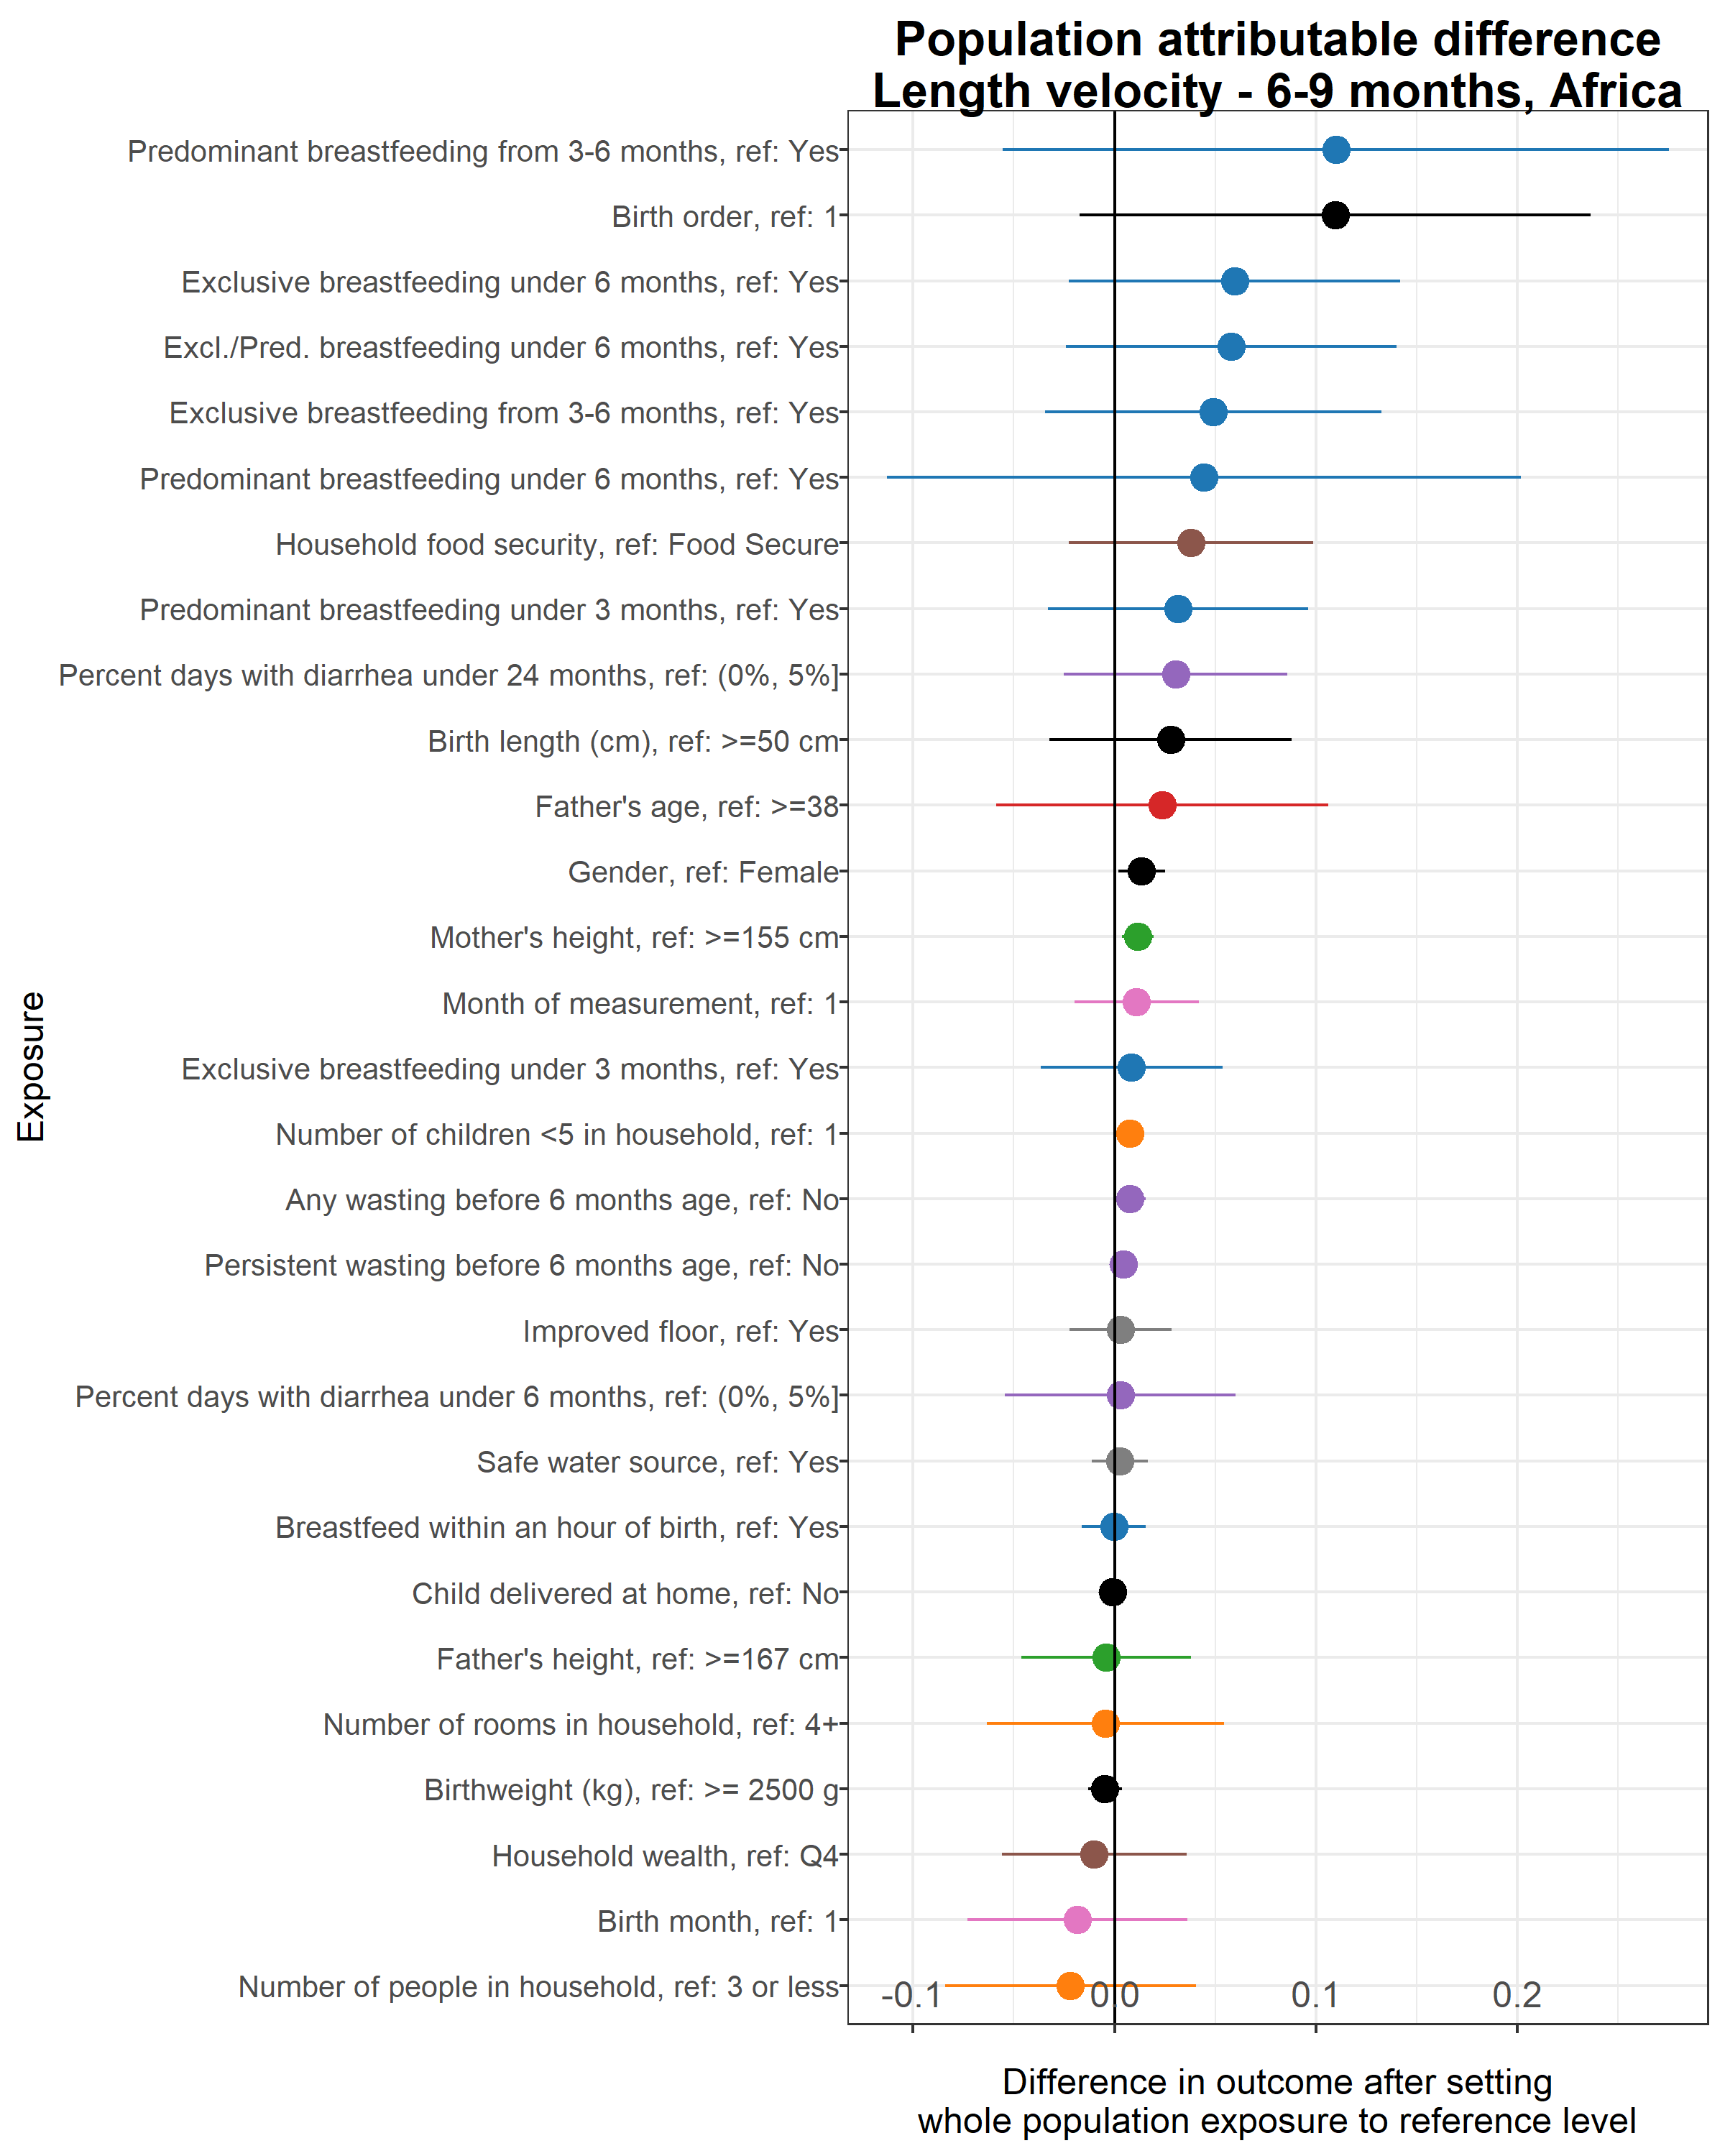 Population attributable difference
Length velocity - 6-9 months, Africa
Predominant breastfeeding from 3-6 months, ref: Yes
Birth order, ref: 1
Exclusive breastfeeding under 6 months, ref: Yes
Excl./Pred. breastfeeding under 6 months, ref: Yes
Exclusive breastfeeding from 3-6 months, ref: Yes
Predominant breastfeeding under 6 months, ref: Yes
Household food security, ref: Food Secure
Predominant breastfeeding under 3 months, ref: Yes
Percent days with diarrhea under 24 months, ref: (0%, 5%]
Birth length (cm), ref: >=50 cm
Father's age, ref: >=38
Gender, ref: Female
Mother's height, ref: >=155 cm
Month of measurement, ref: 1
Exclusive breastfeeding under 3 months, ref: Yes
Number of children <5 in household, ref: 1
Any wasting before 6 months age, ref: No
Persistent wasting before 6 months age, ref: No
Improved floor, ref: Yes
Percent days with diarrhea under 6 months, ref: (0%, 5%]
Safe water source, ref: Yes
Breastfeed within an hour of birth, ref: Yes
Child delivered at home, ref: No
Father's height, ref: >=167 cm
Number of rooms in household, ref: 4+
Birthweight (kg), ref: >= 2500 g
Household wealth, ref: Q4
Birth month, ref: 1
Number of people in household, ref: 3 or less
Exposure
-0.1 0.0 0.1 0.2
Difference in outcome after setting
whole population exposure to reference level